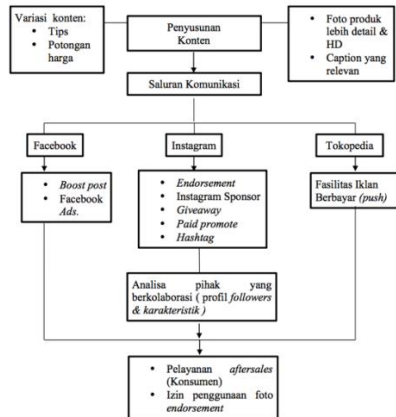 Variasi konten:
• Tips
• Potongan
harga
Penyusunan
Konten
• Foto produk
lebih detail &
HD
• Caption yang
relevan
Saluran Komunikasi
Facebook
Instagram
Tokopedia
• Boost post
• Facebook
Ads.
• Endorsement
• Instagram Sponsor
• Giveaway
• Paid promote
• Hashtag
Fasilitas Iklan
Berbayar (push)
Analisa pihak yang
berkolaborasi ( profil followers
& karakteristik )
• Pelayanan aftersales
(Konsumen)
• Izin penggunaan foto
endorsement